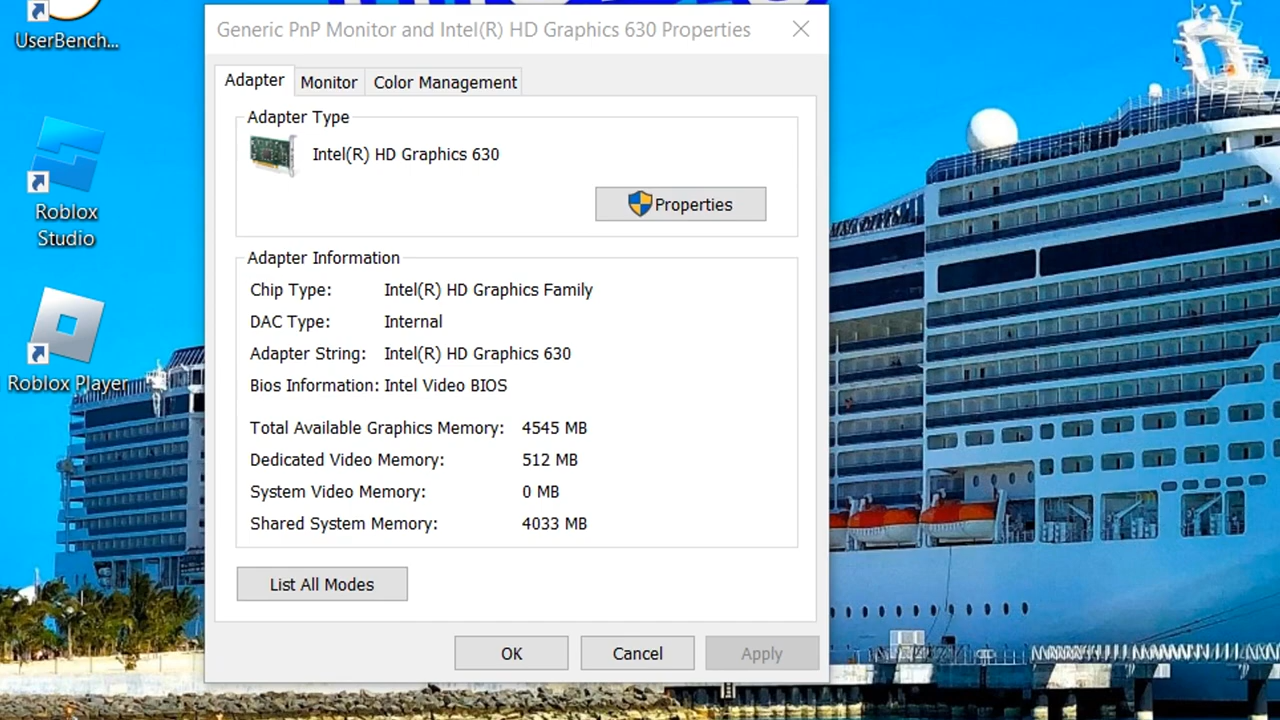 UserBench...
Roblox
Studio
Roblox Player
Generic PnP Monitor and Intel(R) HD Graphics 630 Properties
Adapter
Monitor
Color Management
Adapter Type
Intel(R) HD Graphics 630
Properties
Adapter Information
Chip Type: Intel(R) HD Graphics Family
DAC Type: Internal
Adapter String: Intel(R) HD Graphics 630
Bios Information: Intel Video BIOS
Total Available Graphics Memory: 4545 MB
Dedicated Video Memory: 512 MB
System Video Memory: 0 MB
Shared System Memory: 4033 MB
List All Modes
OK
Cancel
Apply